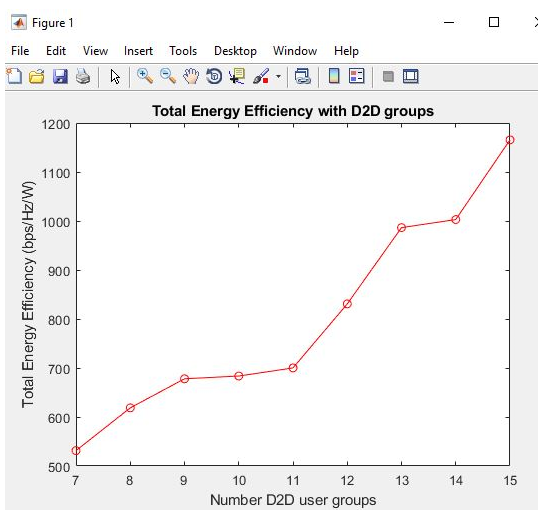 Figure 1
File Edit View Insert Tools Desktop Window Help
Total Energy Efficiency with D2D groups
Total Energy Efficiency (bps/Hz/W)
1200
1100
1000
900
800
700
600
500
7 8 9 10 11 12 13 14 15
Number D2D user groups